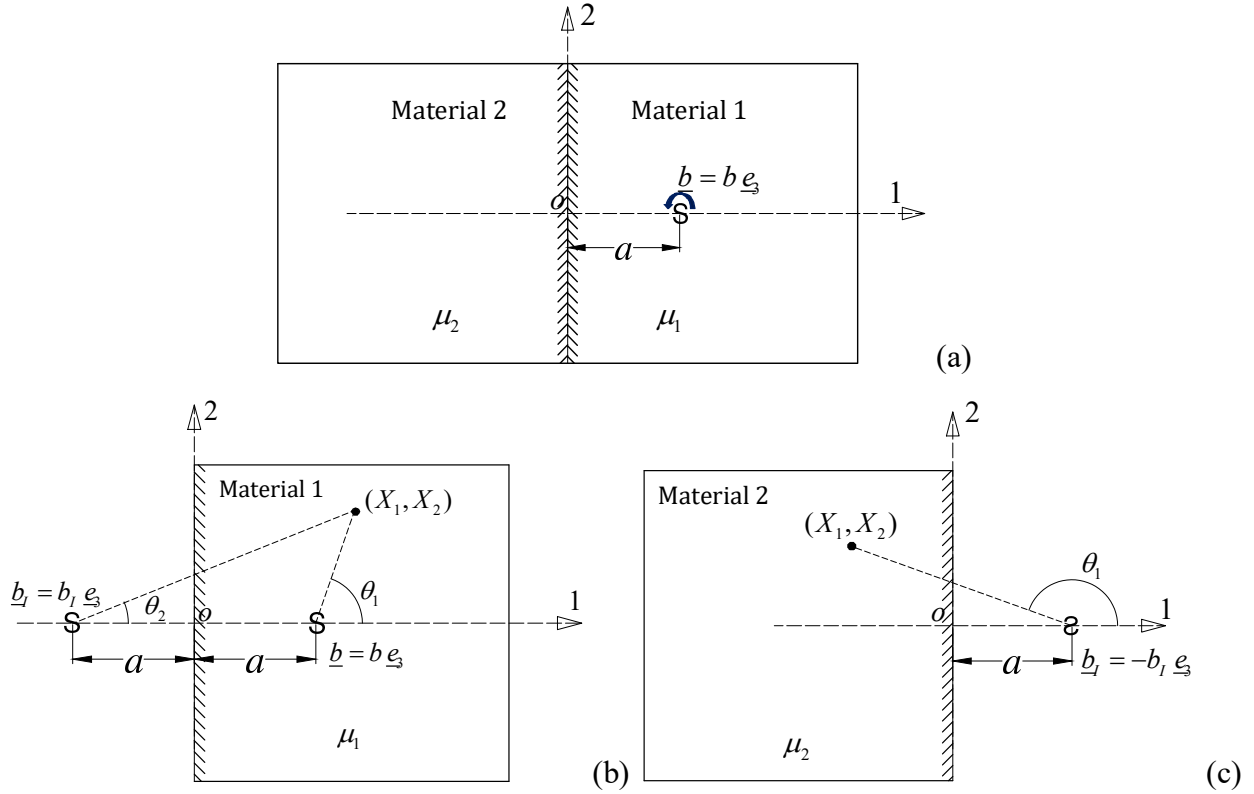 2
Material 2
Material 1
b = b e₃
1
o
S
a
μ₂
μ₁
(a)
2
Material 1
(X₁, X₂)
b_I = b_I e₃
θ₂
o
θ₁
1
S
S
a
a
b = b e₃
μ₁
(b)
2
Material 2
(X₁, X₂)
θ₁
o
1
S
a
b_I = -b_I e₃
μ₂
(c)